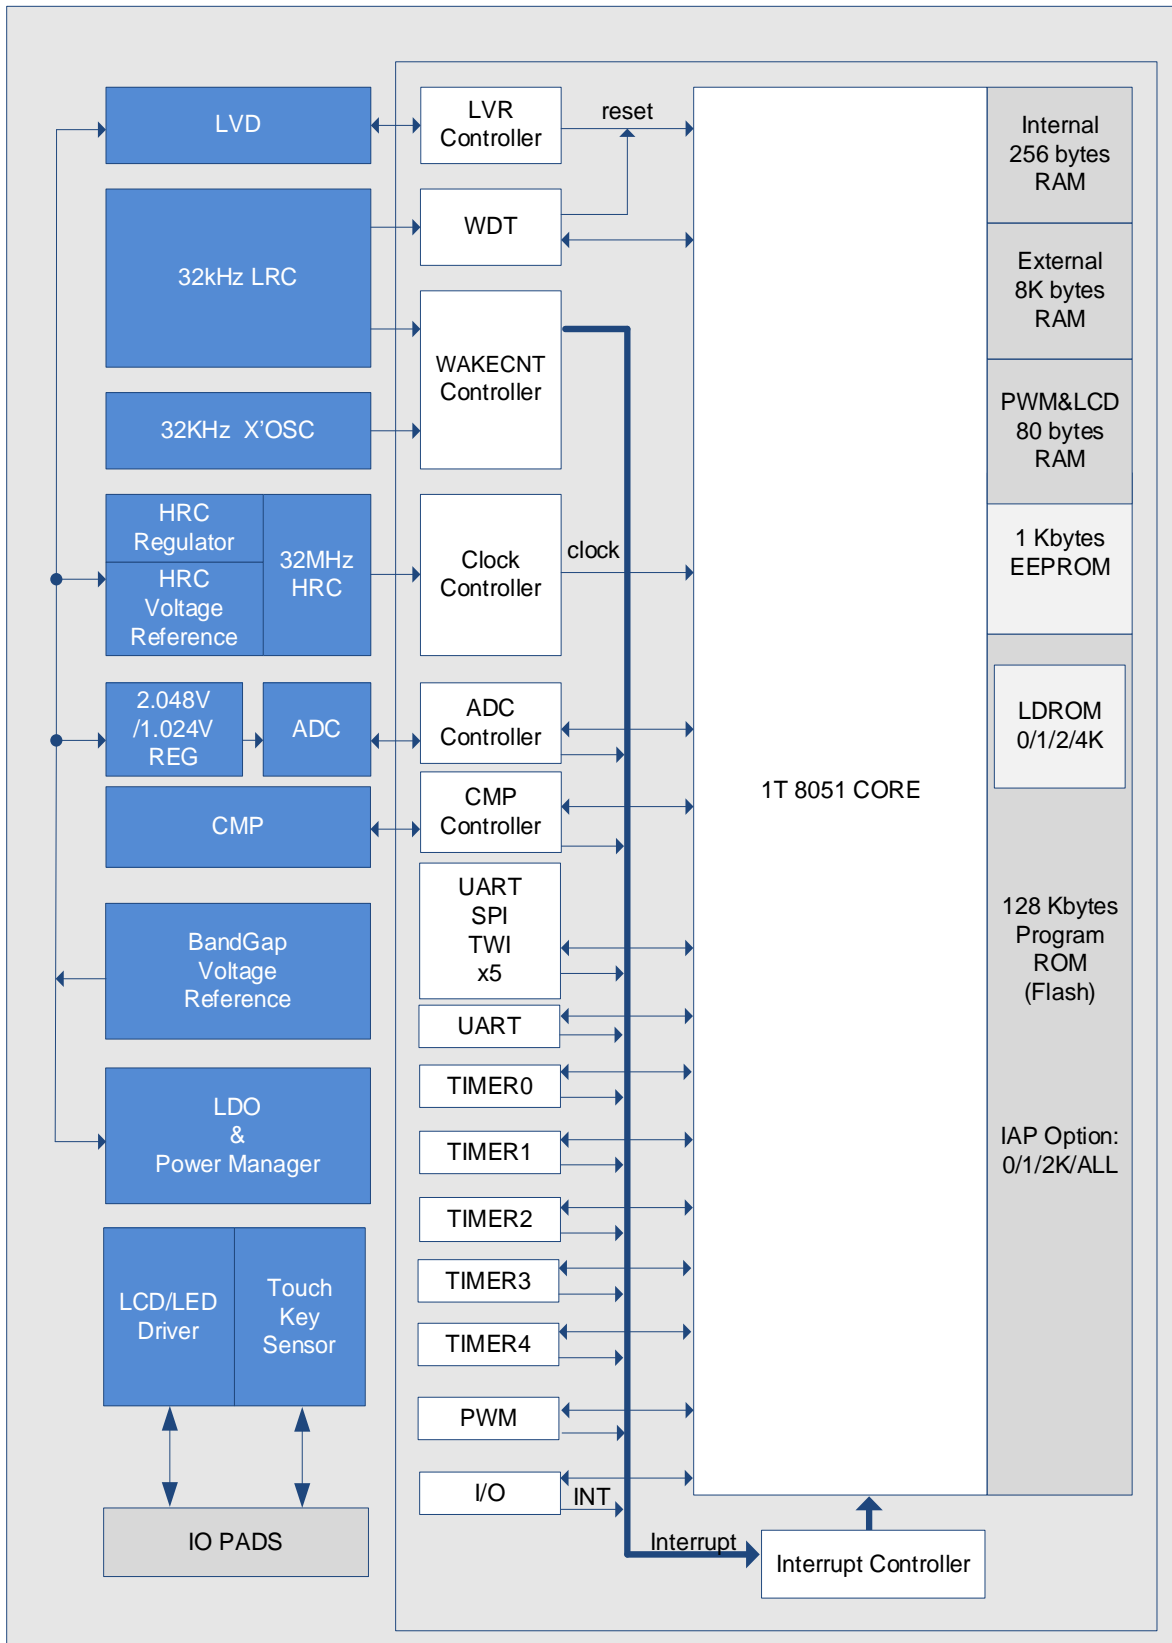 LVD
LVR
Controller
reset
Internal
256 bytes
RAM
WDT
32kHz LRC
External
8K bytes
RAM
WAKECNT
Controller
32KHz X'OSC
PWM&LCD
80 bytes
RAM
HRC
Regulator
HRC
Voltage
Reference
32MHz
HRC
Clock
Controller
clock
1 Kbytes
EEPROM
2.048V
/1.024V
REG
ADC
ADC
Controller
LDROM
0/1/2/4K
CMP
CMP
Controller
1T 8051 CORE
UART
SPI
TWI
x5
BandGap
Voltage
Reference
128 Kbytes
Program
ROM
(Flash)
UART
LDO
&
Power Manager
TIMER0
TIMER1
IAP Option:
0/1/2K/ALL
TIMER2
LCD/LED
Driver
Touch
Key
Sensor
TIMER3
TIMER4
PWM
I/O
INT
IO PADS
Interrupt
Interrupt Controller